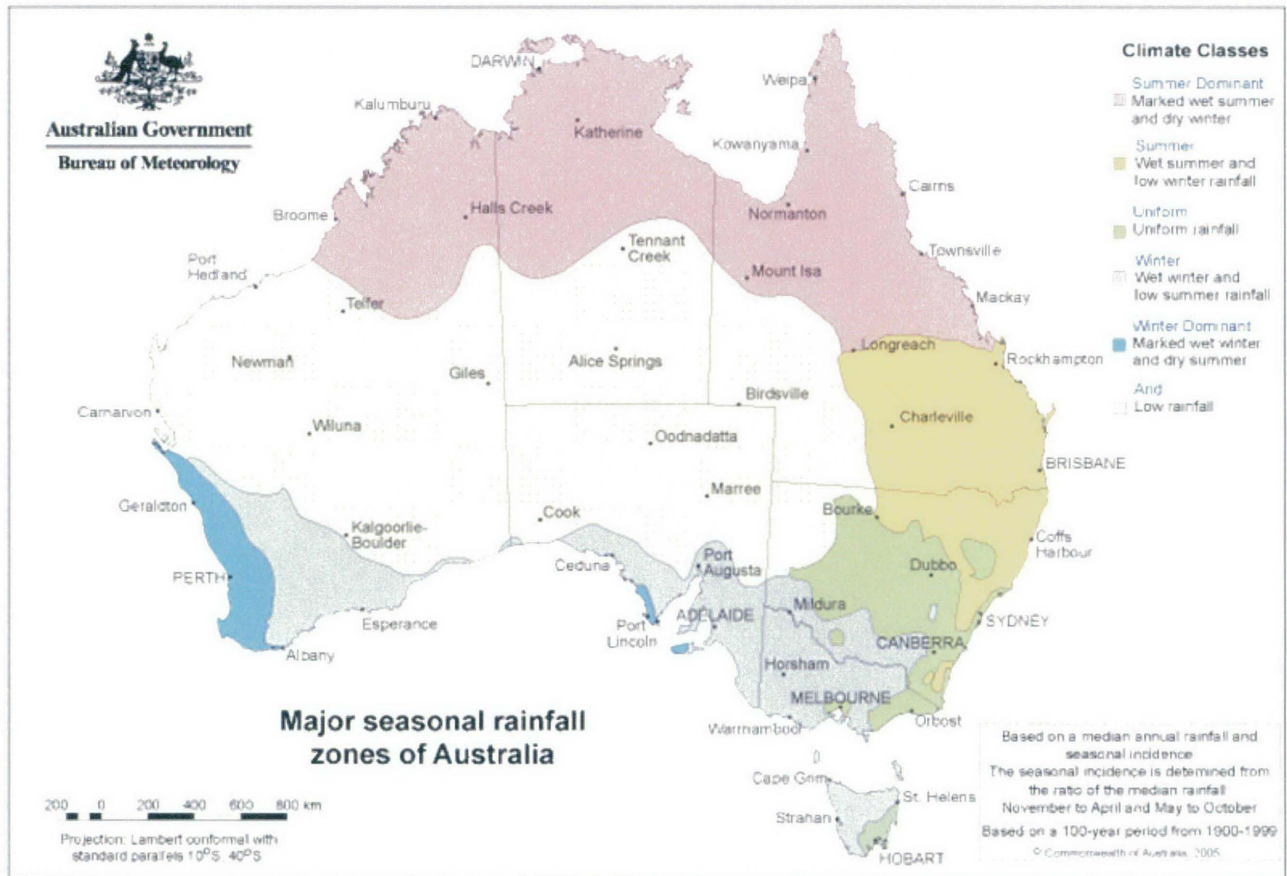 Australian Government
Bureau of Meteorology
DARWIN
Kalumburu
Katherine
Weipa
Kowanyama
Cairns
Broome
Halls Creek
Normanton
Port
Hedland
Tennant
Creek
Townsville
Mount Isa
Telfer
Mackay
Newman
Alice Springs
Longreach
Rockhampton
Giles
Birdsville
Carnarvon
Charleville
Wiluna
Oodnadatta
BRISBANE
Geraldton
Marree
Bourke
Kalgoorlie-
Boulder
Cook
Coffs
Harbour
PERTH
Ceduna
Port
Augusta
Dubbo
Mildura
SYDNEY
Esperance
Port
Lincoln
ADELAIDE
CANBERRA
Albany
Horsham
MELBOURNE
Orbost
Warrnambool
Cape Grim
St. Helens
Strahan
HOBART
Climate Classes
Summer Dominant
Marked wet summer
and dry winter
Summer
Wet summer and
low winter rainfall
Uniform
Uniform rainfall
Winter
Wet winter and
low summer rainfall
Winter Dominant
Marked wet winter
and dry summer
Arid
Low rainfall
Major seasonal rainfall
zones of Australia
200 0 200 400 600 800 km
Projection: Lambert conformal with
standard parallels 10°S, 40°S
Based on a median annual rainfall and
seasonal incidence
The seasonal incidence is detemined from
the ratio of the median rainfall
November to April and May to October
Based on a 100-year period from 1900-1999
© Commonwealth of Australia, 2005